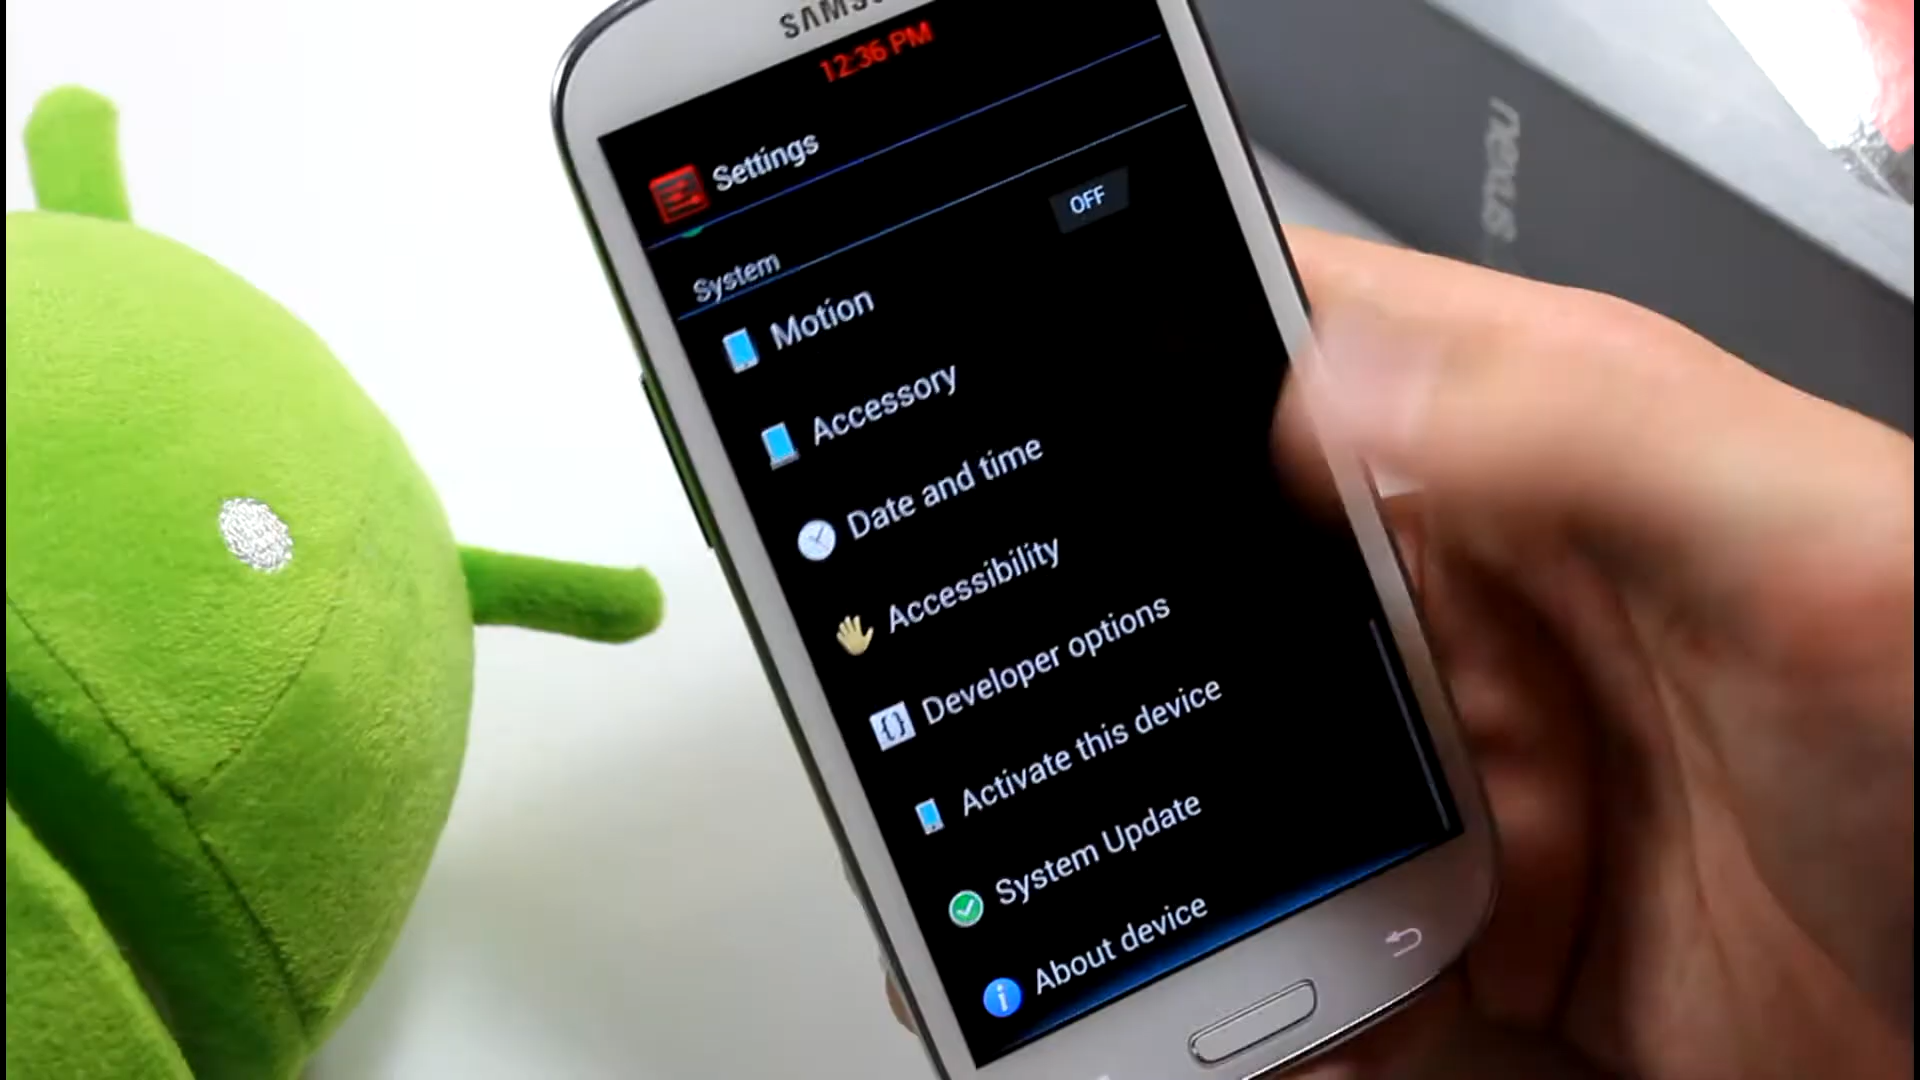 12:36 PM
Settings
System
OFF
Motion
Accessory
Date and time
Accessibility
Developer options
Activate this device
System Update
About device
nexus